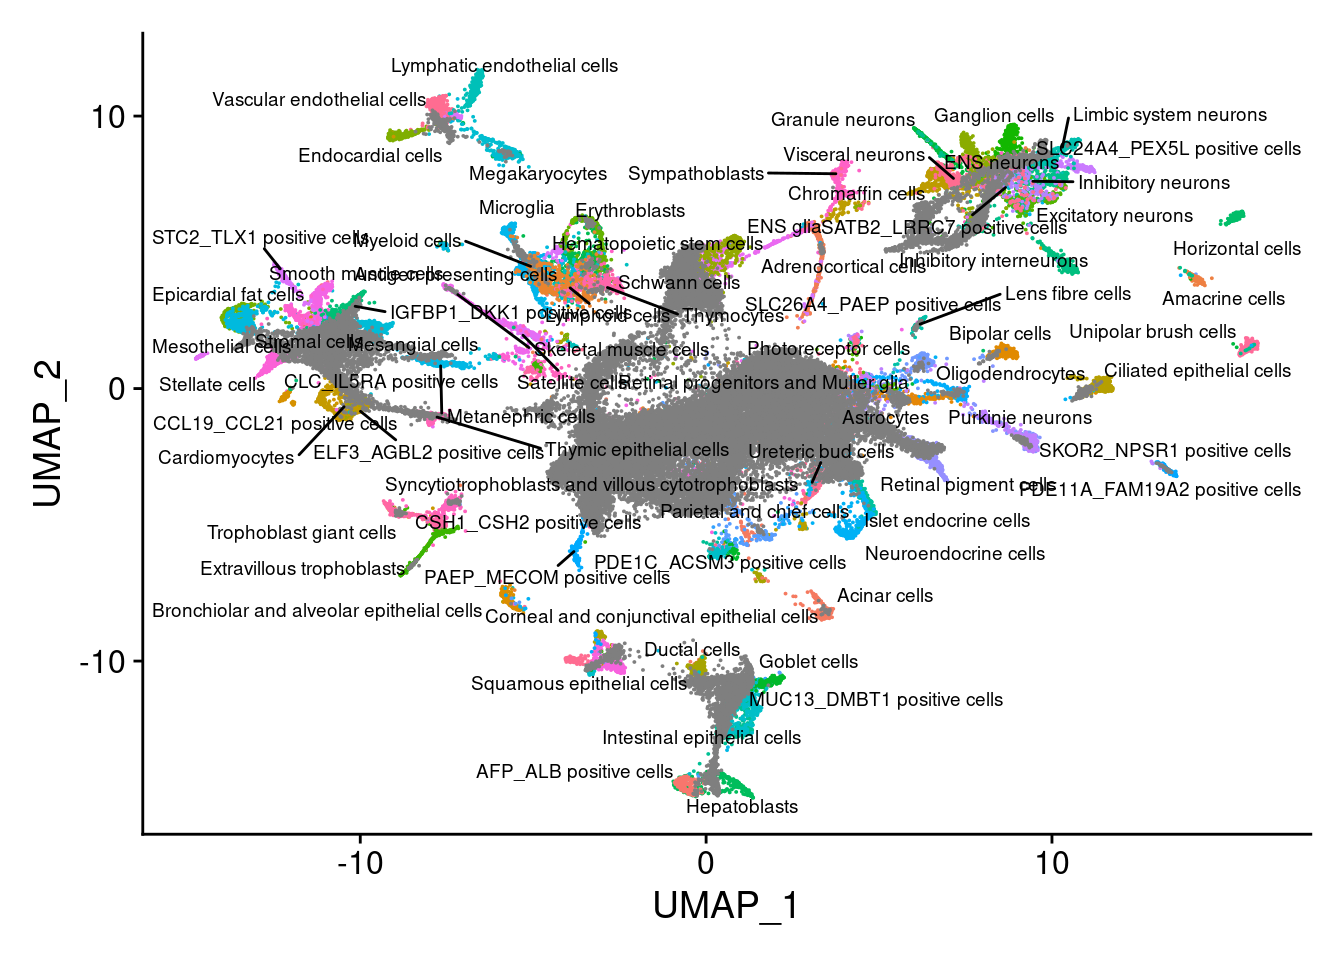 Lymphatic endothelial cells
Vascular endothelial cells
Endocardial cells
Megakaryocytes
Granule neurons
Ganglion cells
Limbic system neurons
Visceral neurons
ENS neurons
SLC24A4_PEX5L positive cells
Sympathoblasts
Inhibitory neurons
Chromaffin cells
Microglia
Erythroblasts
Excitatory neurons
ENS glia
SATB2_LRRC7 positive cells
STC2_TLX1 positive cells
Myeloid cells
Hematopoietic stem cells
Horizontal cells
Inhibitory interneurons
Adrenocortical cells
Smooth muscle cells
Antigen presenting cells
Schwann cells
Epicardial fat cells
Lens fibre cells
Amacrine cells
SLC26A4_PAEP positive cells
IGFBP1_DKK1 positive cells
Lymphoid cells
Thymocytes
Bipolar cells
Unipolar brush cells
Stromal cells
Mesothelial cells
Mesangial cells
Skeletal muscle cells
Photoreceptor cells
Oligodendrocytes
Ciliated epithelial cells
Stellate cells
CLC_IL5RA positive cells
Satellite cells
Retinal progenitors and Muller glia
Metanephric cells
Astrocytes
Purkinje neurons
CCL19_CCL21 positive cells
Cardiomyocytes
ELF3_AGBL2 positive cells
Thymic epithelial cells
Ureteric bud cells
SKOR2_NPSR1 positive cells
Syncytiotrophoblasts and villous cytotrophoblasts
Retinal pigment cells
PDE11A_FAM19A2 positive cells
Parietal and chief cells
CSH1_CSH2 positive cells
Islet endocrine cells
Trophoblast giant cells
Neuroendocrine cells
PDE1C_ACSM3 positive cells
Extravillous trophoblasts
PAEP_MECOM positive cells
Acinar cells
Bronchiolar and alveolar epithelial cells
Corneal and conjunctival epithelial cells
Ductal cells
Goblet cells
Squamous epithelial cells
MUC13_DMBT1 positive cells
Intestinal epithelial cells
AFP_ALB positive cells
Hepatoblasts
10
0
-10
UMAP_2
-10
0
10
UMAP_1